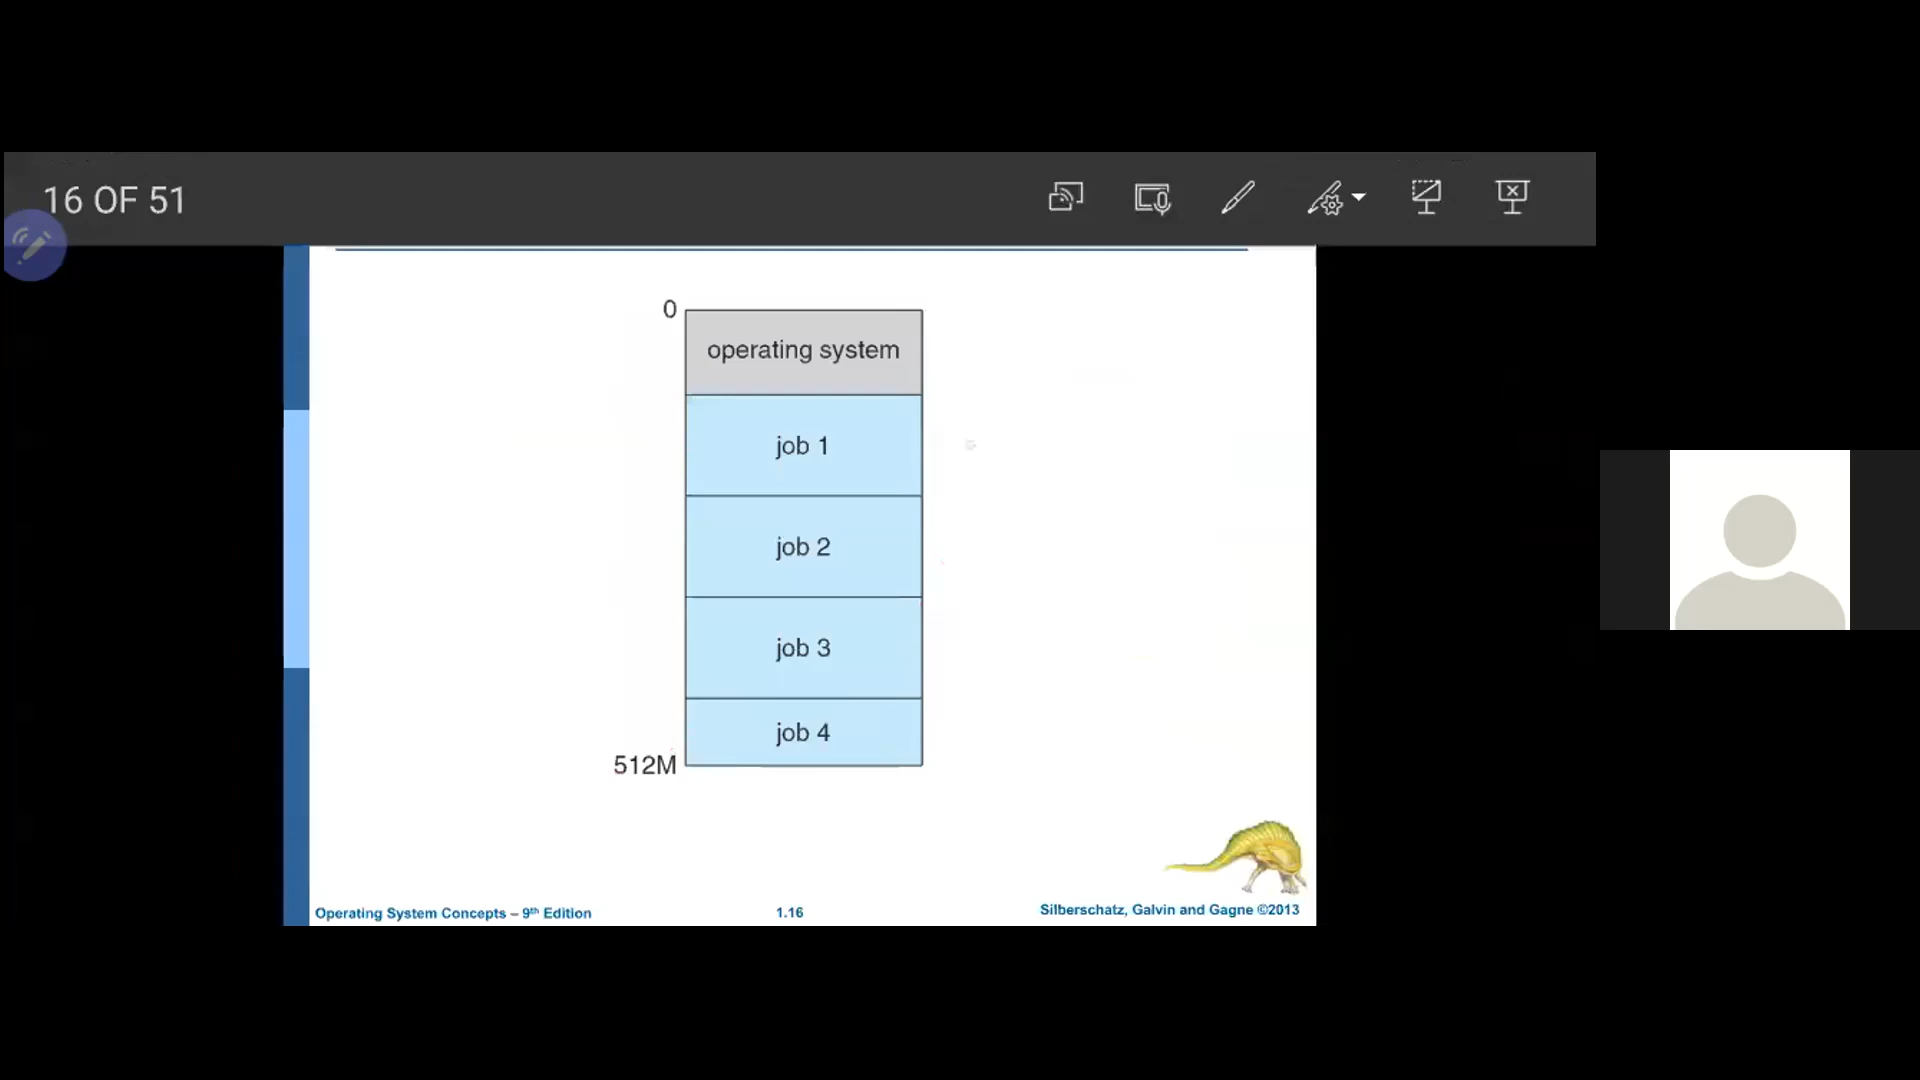 16 OF 51
0
operating system
job 1
job 2
job 3
job 4
512M
Operating System Concepts – 9th Edition
1.16
Silberschatz, Galvin and Gagne ©2013